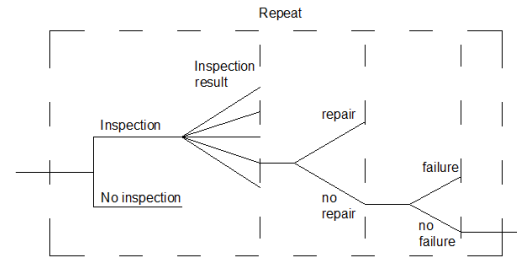 Repeat
Inspection
result
Inspection
repair
failure
No inspection
no
repair
no
failure